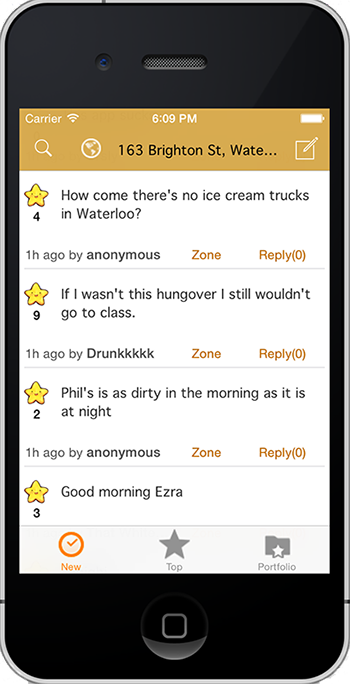 Carrier 6:09 PM
163 Brighton St, Wate...
How come there's no ice cream trucks
in Waterloo?
4
1h ago by anonymous Zone Reply(0)
If I wasn't this hungover I still wouldn't
go to class.
9
1h ago by Drunkkkkk Zone Reply(0)
Phil's is as dirty in the morning as it is
at night
2
1h ago by anonymous Zone Reply(0)
Good morning Ezra
3
New Top Portfolio